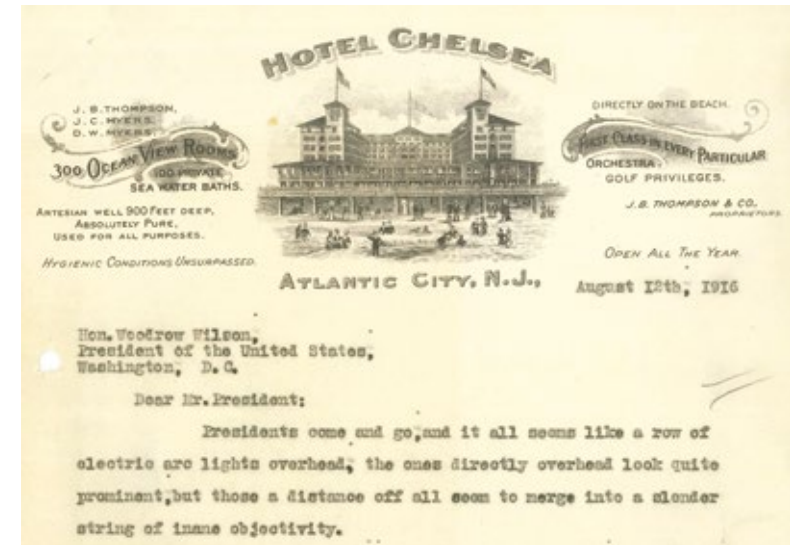 HOTEL CHELSEA
J. B. THOMPSON,
J. C. MYERS.
D. W. MYERS.
300 OCEAN VIEW ROOMS
100 PRIVATE
SEA WATER BATHS.
ARTESIAN WELL 900 FEET DEEP,
ABSOLUTELY PURE,
USED FOR ALL PURPOSES.
HYGIENIC CONDITIONS UNSURPASSED.
DIRECTLY ON THE BEACH.
FIRST CLASS IN EVERY PARTICULAR
ORCHESTRA.
GOLF PRIVILEGES.
J. B. THOMPSON & CO.
PROPRIETORS
OPEN ALL THE YEAR.
ATLANTIC CITY, N.J.,
August 12th, 1916
Hon. Woodrow Wilson,
President of the United States,
Washington, D.C.
Dear Mr. President:
Presidents come and go, and it all seems like a row of
electric arc lights overhead, the ones directly overhead look quite
prominent, but those a distance off all seem to merge into a slender
string of inane objectivity.